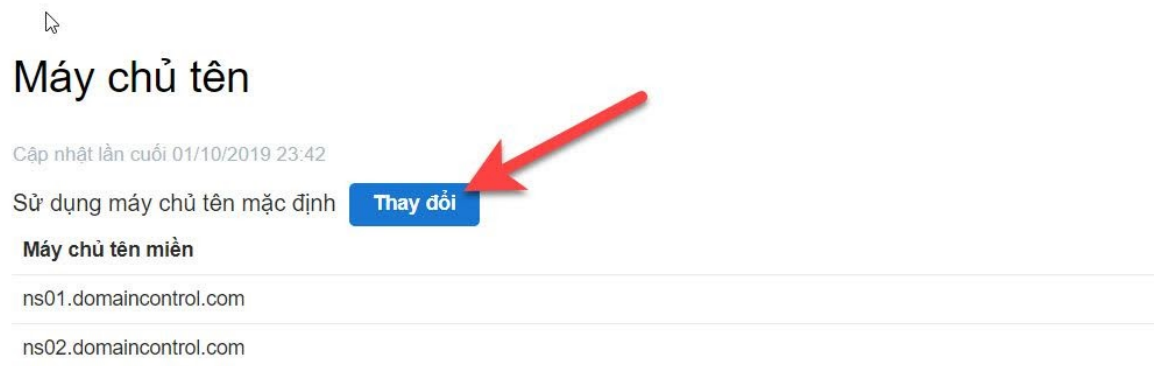 Máy chủ tên
Cập nhật lần cuối 01/10/2019 23:42
Sử dụng máy chủ tên mặc định Thay đổi
Máy chủ tên miền
ns01.domaincontrol.com
ns02.domaincontrol.com